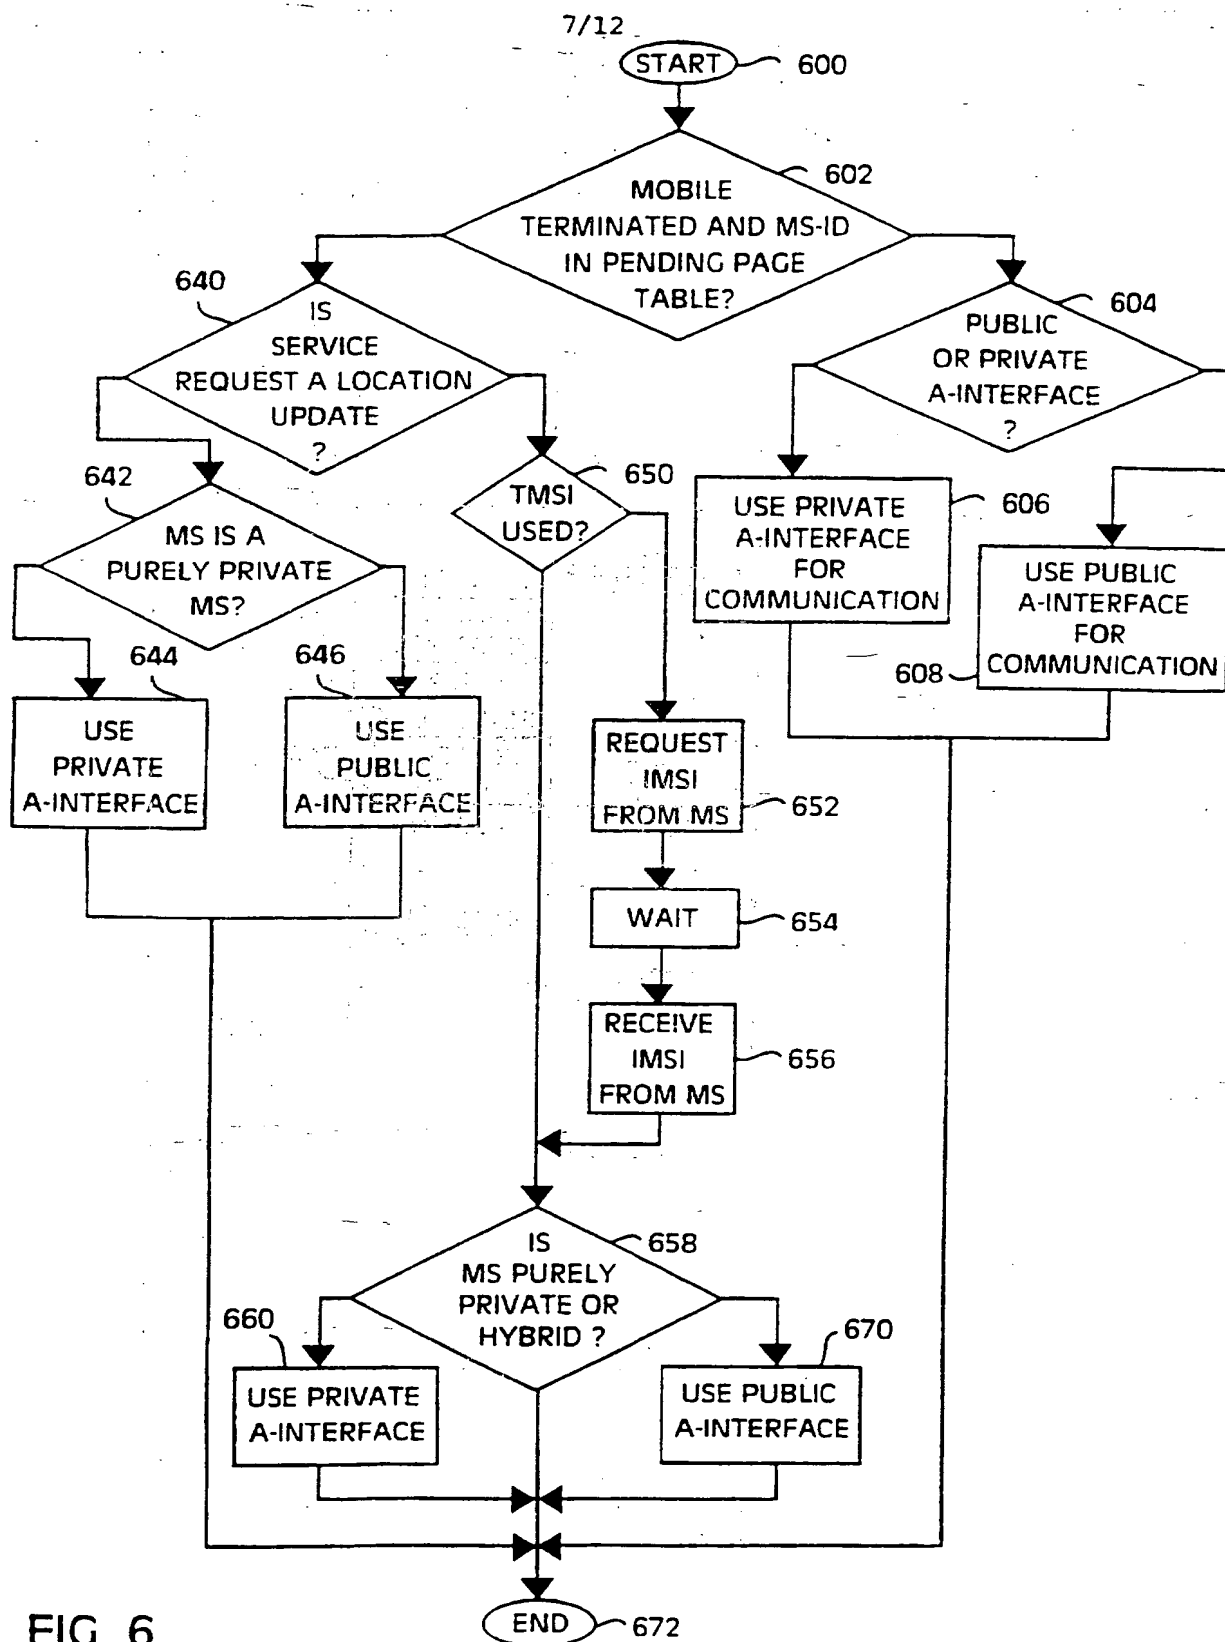 7/12
START
600
MOBILE
TERMINATED AND MS-ID
IN PENDING PAGE
TABLE?
602
640
IS
SERVICE
REQUEST A LOCATION
UPDATE
?
604
PUBLIC
OR PRIVATE
A-INTERFACE
?
642
MS IS A
PURELY PRIVATE
MS?
650
TMSI
USED?
USE PRIVATE
A-INTERFACE
FOR
COMMUNICATION
606
USE PUBLIC
A-INTERFACE
FOR
COMMUNICATION
608
644
USE
PRIVATE
A-INTERFACE
646
USE
PUBLIC
A-INTERFACE
REQUEST
IMSI
FROM MS
652
WAIT
654
RECEIVE
IMSI
FROM MS
656
IS
MS PURELY
PRIVATE OR
HYBRID ?
658
660
USE PRIVATE
A-INTERFACE
670
USE PUBLIC
A-INTERFACE
END
672
FIG. 6